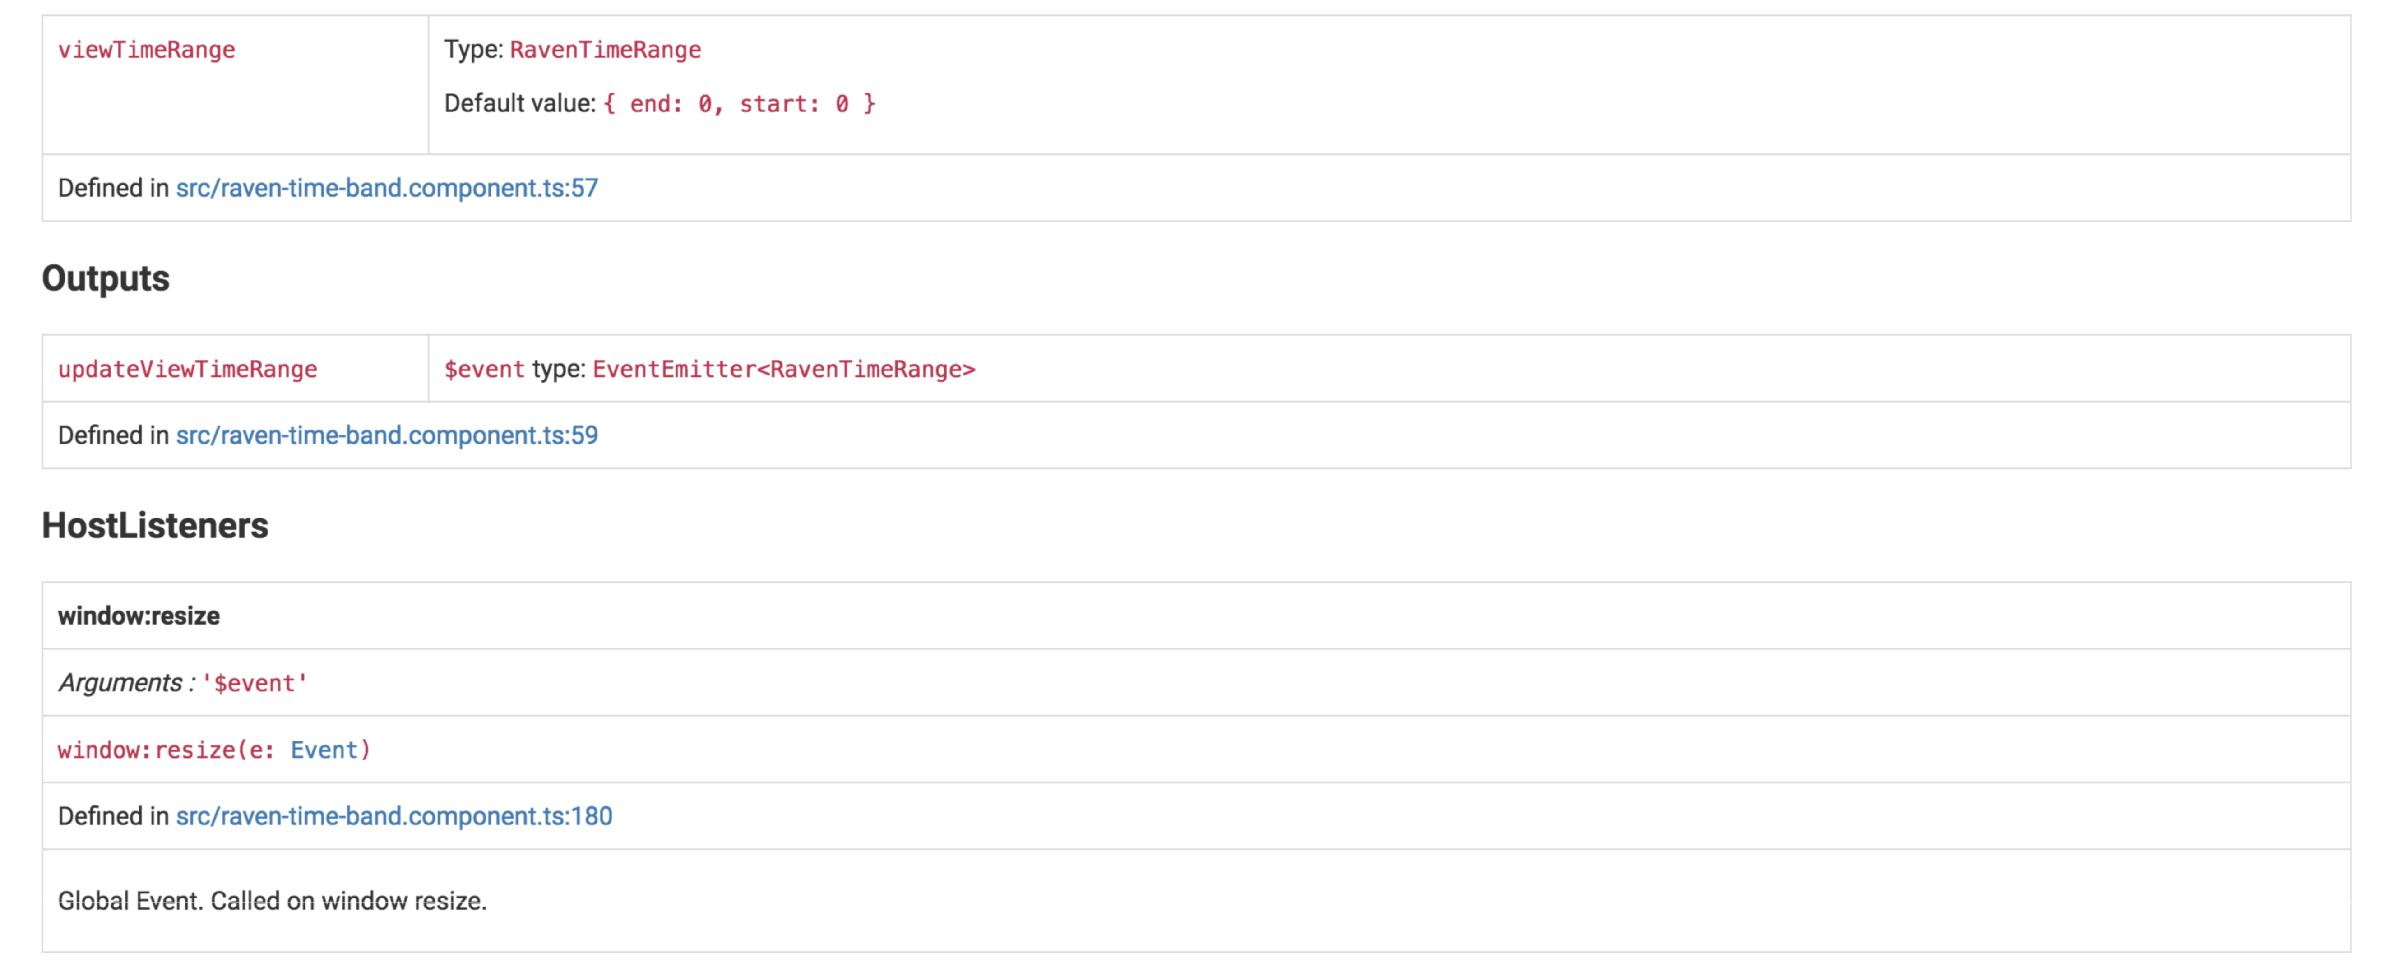 viewTimeRange
Type: RavenTimeRange
Default value: { end: 0, start: 0 }
Defined in src/raven-time-band.component.ts:57
Outputs
updateViewTimeRange
$event type: EventEmitter<RavenTimeRange>
Defined in src/raven-time-band.component.ts:59
HostListeners
window:resize
Arguments : '$event'
window:resize(e: Event)
Defined in src/raven-time-band.component.ts:180
Global Event. Called on window resize.